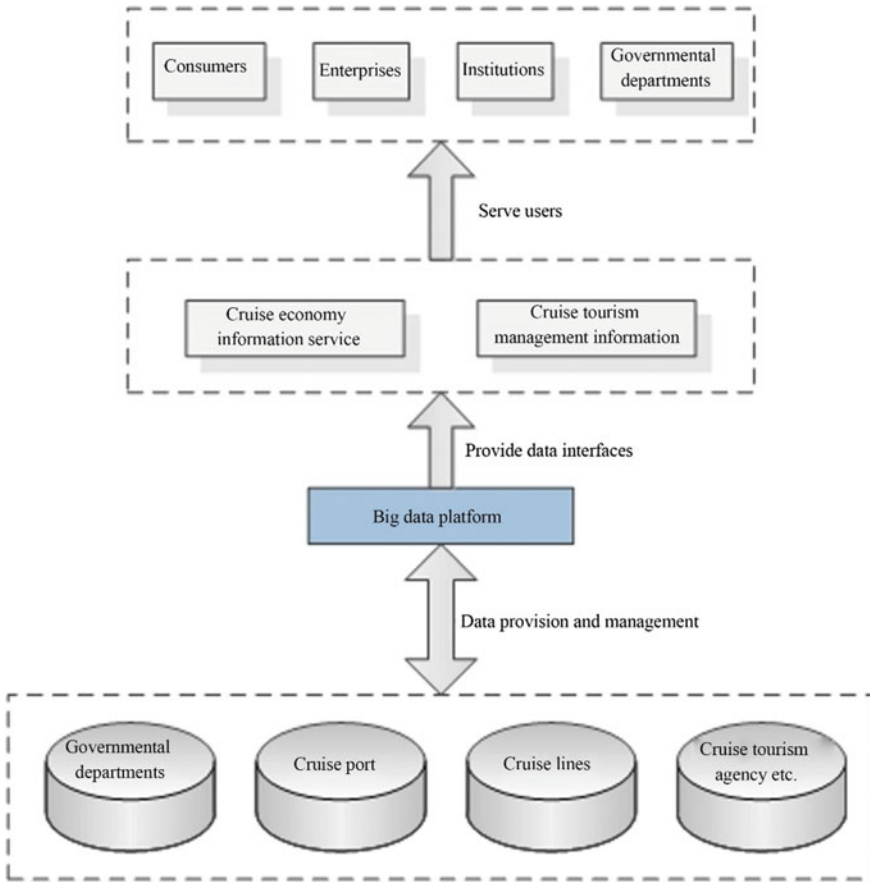 Consumers
Enterprises
Institutions
Governmental
departments
Serve users
Cruise economy
information service
Cruise tourism
management information
Provide data interfaces
Big data platform
Data provision and management
Governmental
departments
Cruise port
Cruise lines
Cruise tourism
agency etc.